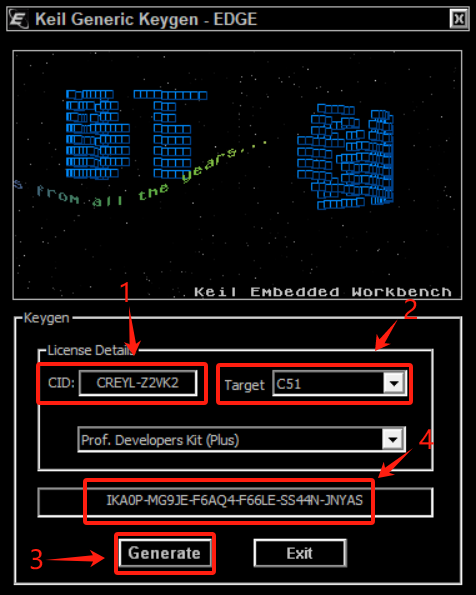 Keil Generic Keygen - EDGE
s from all the years...
Keil Embedded Workbench
1
2
Keygen
License Details
CID: CREYL-Z2VK2
Target C51
Prof. Developers Kit (Plus)
4
IKA0P-MG9JE-F6AQ4-F66LE-SS44N-JNYAS
3
Generate
Exit